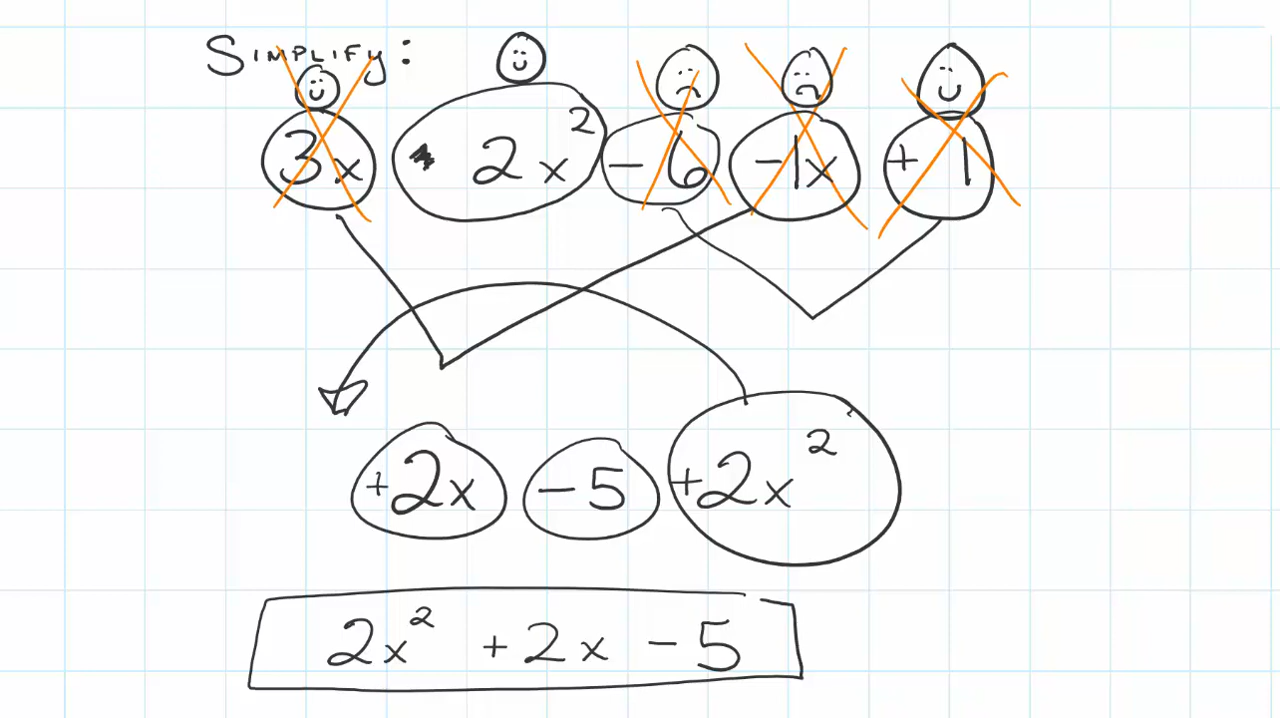 SIMPLIFY:
3x 2x² - 6 -1x + 1
+2x -5 +2x²
2x² +2x -5